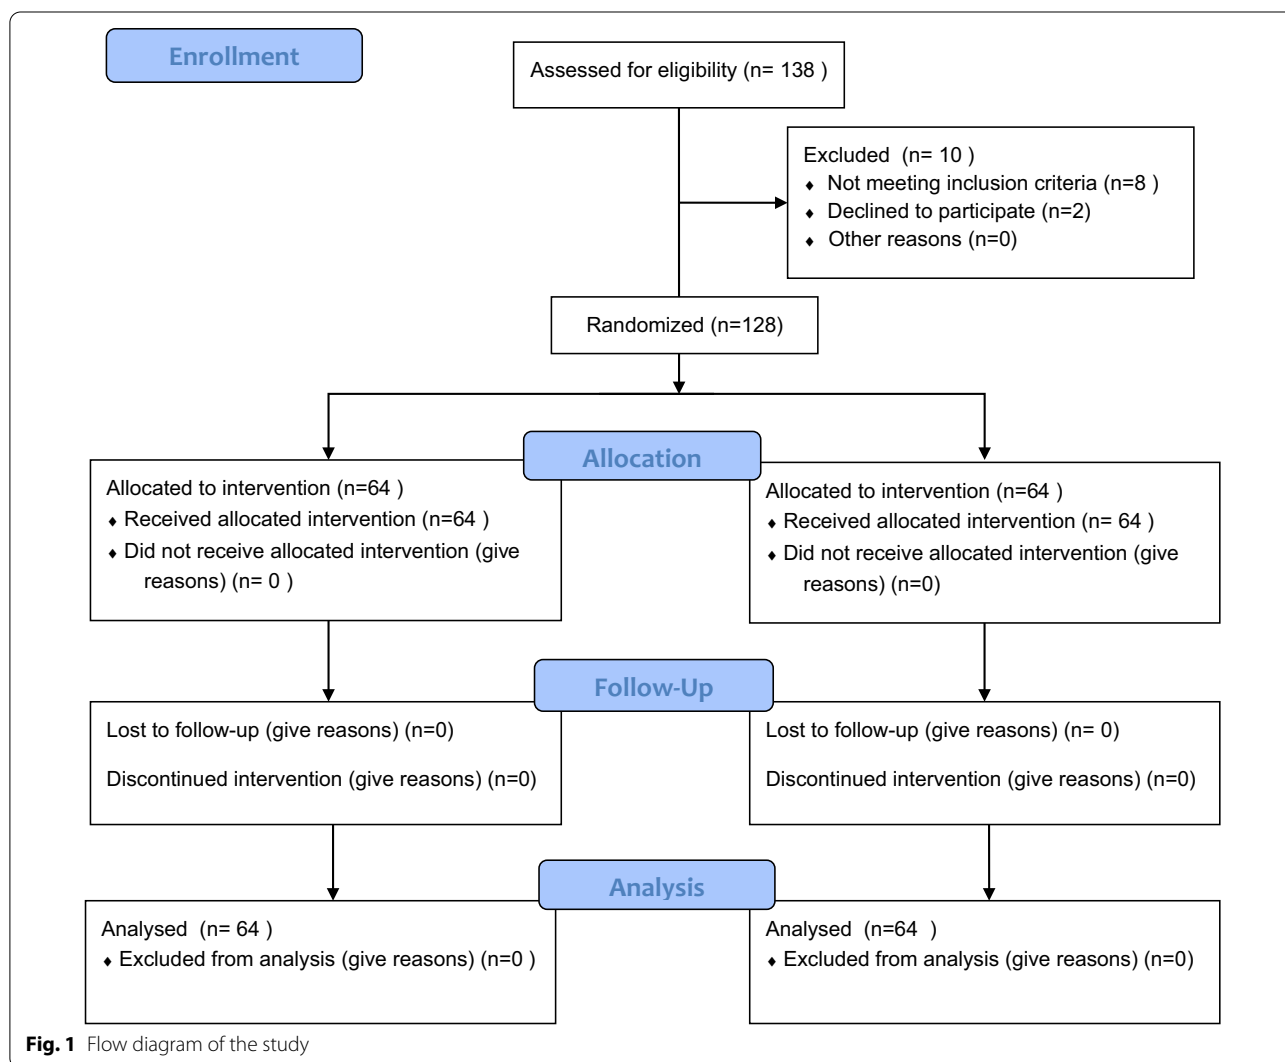 Enrollment
Assessed for eligibility (n= 138 )
Excluded (n= 10 )
♦ Not meeting inclusion criteria (n=8 )
♦ Declined to participate (n=2)
♦ Other reasons (n=0)
Randomized (n=128)
Allocation
Allocated to intervention (n=64 )
♦ Received allocated intervention (n=64 )
♦ Did not receive allocated intervention (give
reasons) (n= 0 )
Allocated to intervention (n=64 )
♦ Received allocated intervention (n= 64 )
♦ Did not receive allocated intervention (give
reasons) (n=0)
Follow-Up
Lost to follow-up (give reasons) (n=0)
Discontinued intervention (give reasons) (n=0)
Lost to follow-up (give reasons) (n= 0)
Discontinued intervention (give reasons) (n=0)
Analysis
Analysed (n= 64 )
♦ Excluded from analysis (give reasons) (n=0 )
Analysed (n=64 )
♦ Excluded from analysis (give reasons) (n=0)
Fig. 1 Flow diagram of the study